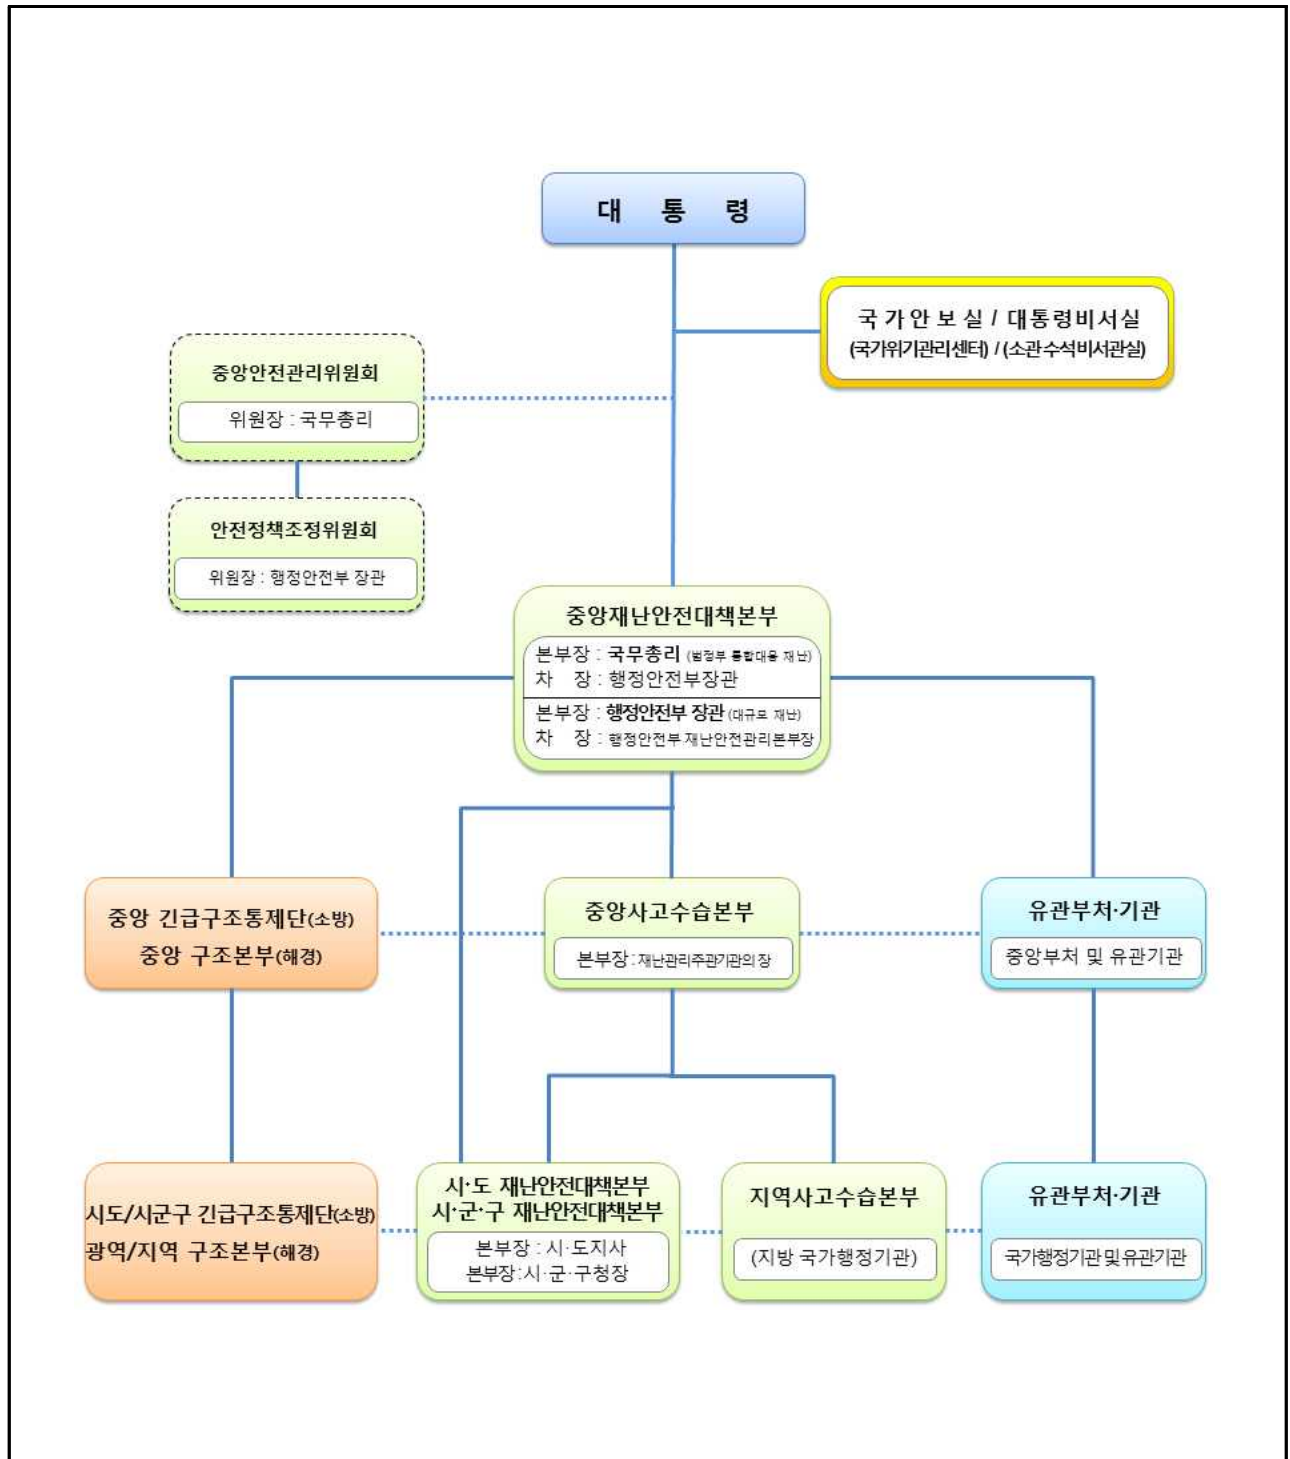 대 통 령
국가안보실 / 대통령비서실
(국가위기관리센터) / (소관 수석비서관실)
중앙안전관리위원회
위원장 : 국무총리
안전정책조정위원회
위원장 : 행정안전부 장관
중앙재난안전대책본부
본부장 : 국무총리 (범정부 통합대응 재난)
차 장 : 행정안전부장관
본부장 : 행정안전부 장관 (대규모 재난)
차 장 : 행정안전부 재난안전관리본부장
중앙 긴급구조통제단(소방)
중앙 구조본부(해경)
중앙사고수습본부
본부장 : 재난관리주관기관의 장
유관부처·기관
중앙부처 및 유관기관
시도/시군구 긴급구조통제단(소방)
광역/지역 구조본부(해경)
시·도 재난안전대책본부
시·군·구 재난안전대책본부
본부장 : 시·도지사
본부장:시·군·구청장
지역사고수습본부
(지방 국가행정기관)
유관부처·기관
국가행정기관 및 유관기관